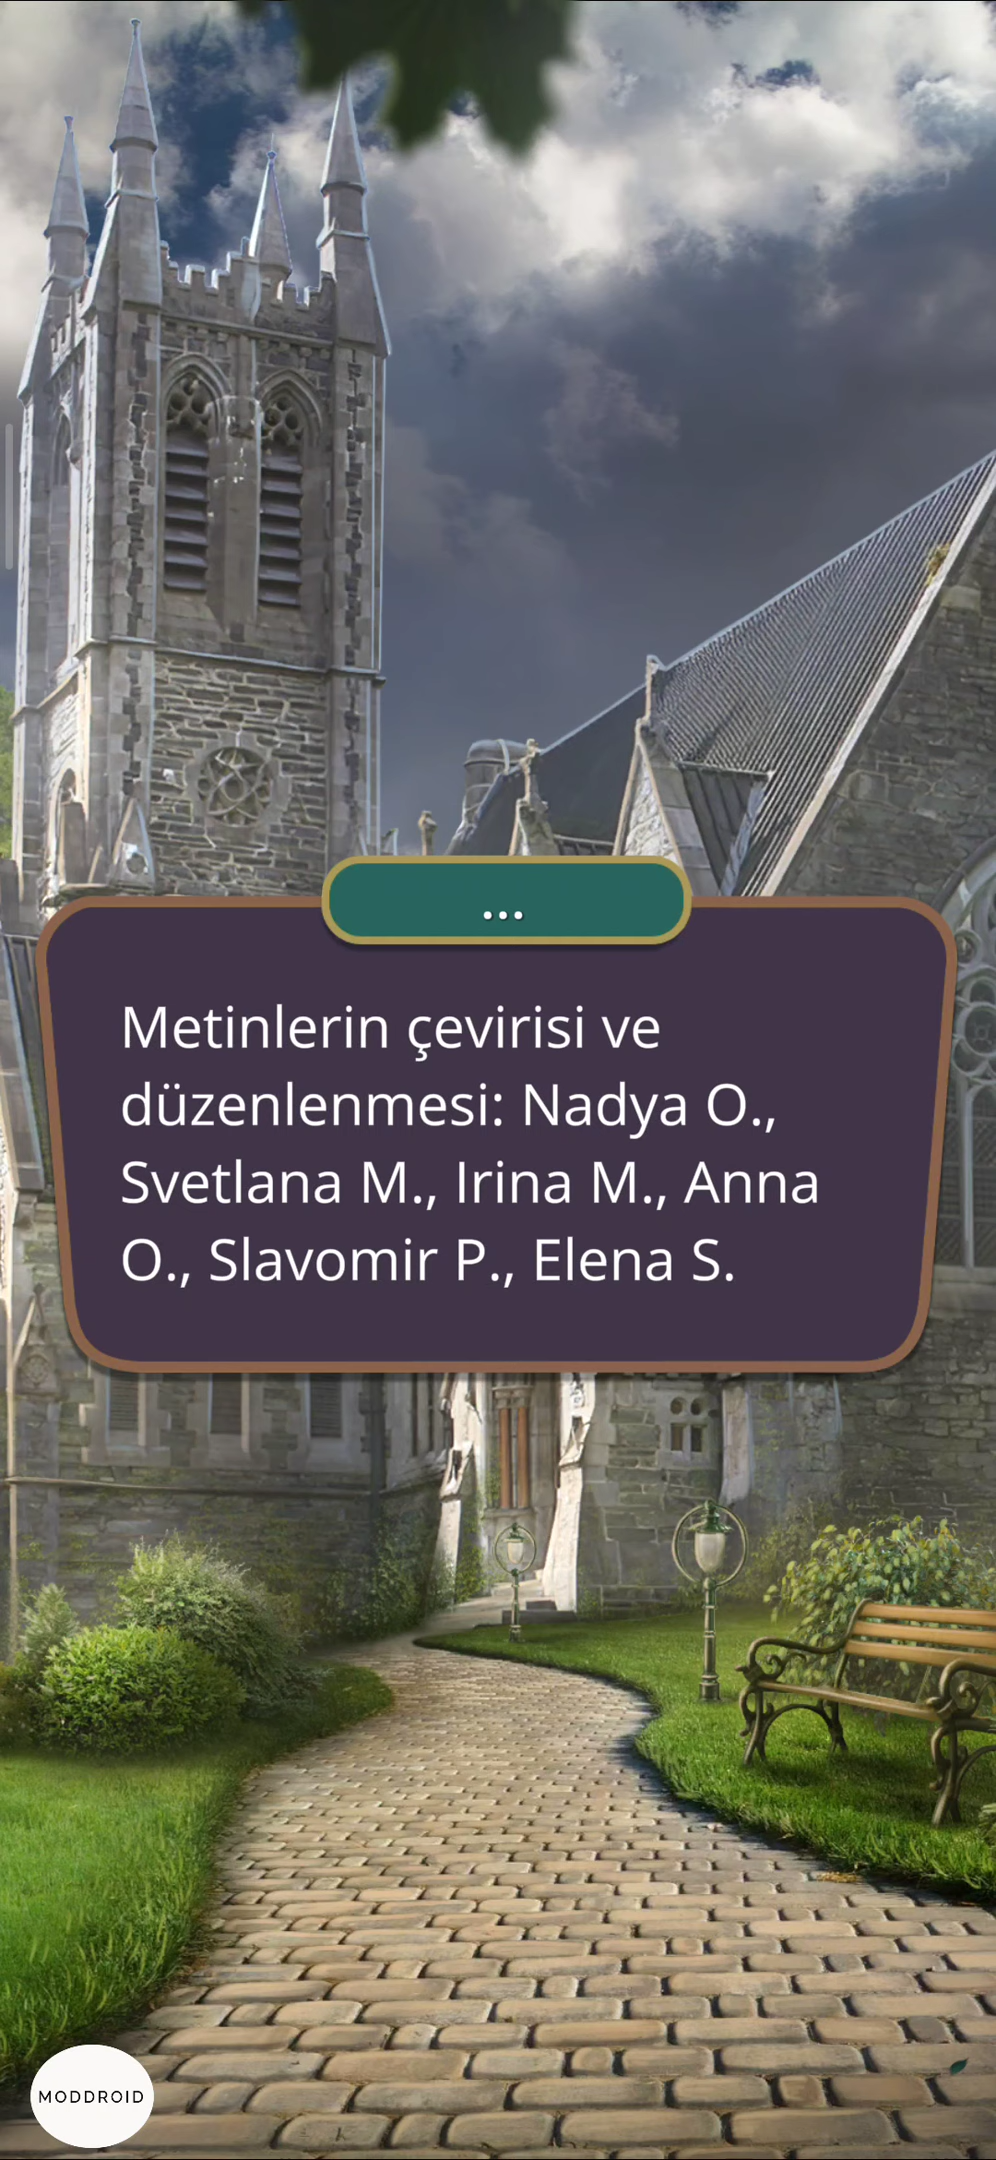 ...
Metinlerin çevirisi ve
düzenlenmesi: Nadya O.,
Svetlana M., Irina M., Anna
O., Slavomir P., Elena S.
MODDROID